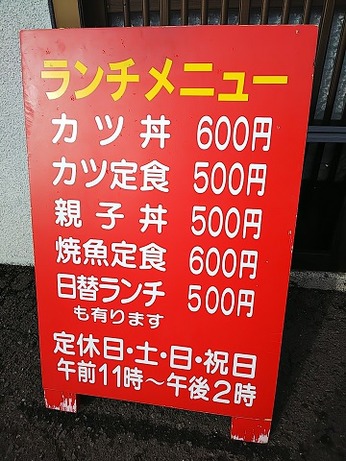 ランチメニュー
カツ丼 600円
カツ定食 500円
親子丼 500円
焼魚定食 600円
日替ランチ 500円
も有ります
定休日・土・日・祝日
午前11時～午後2時